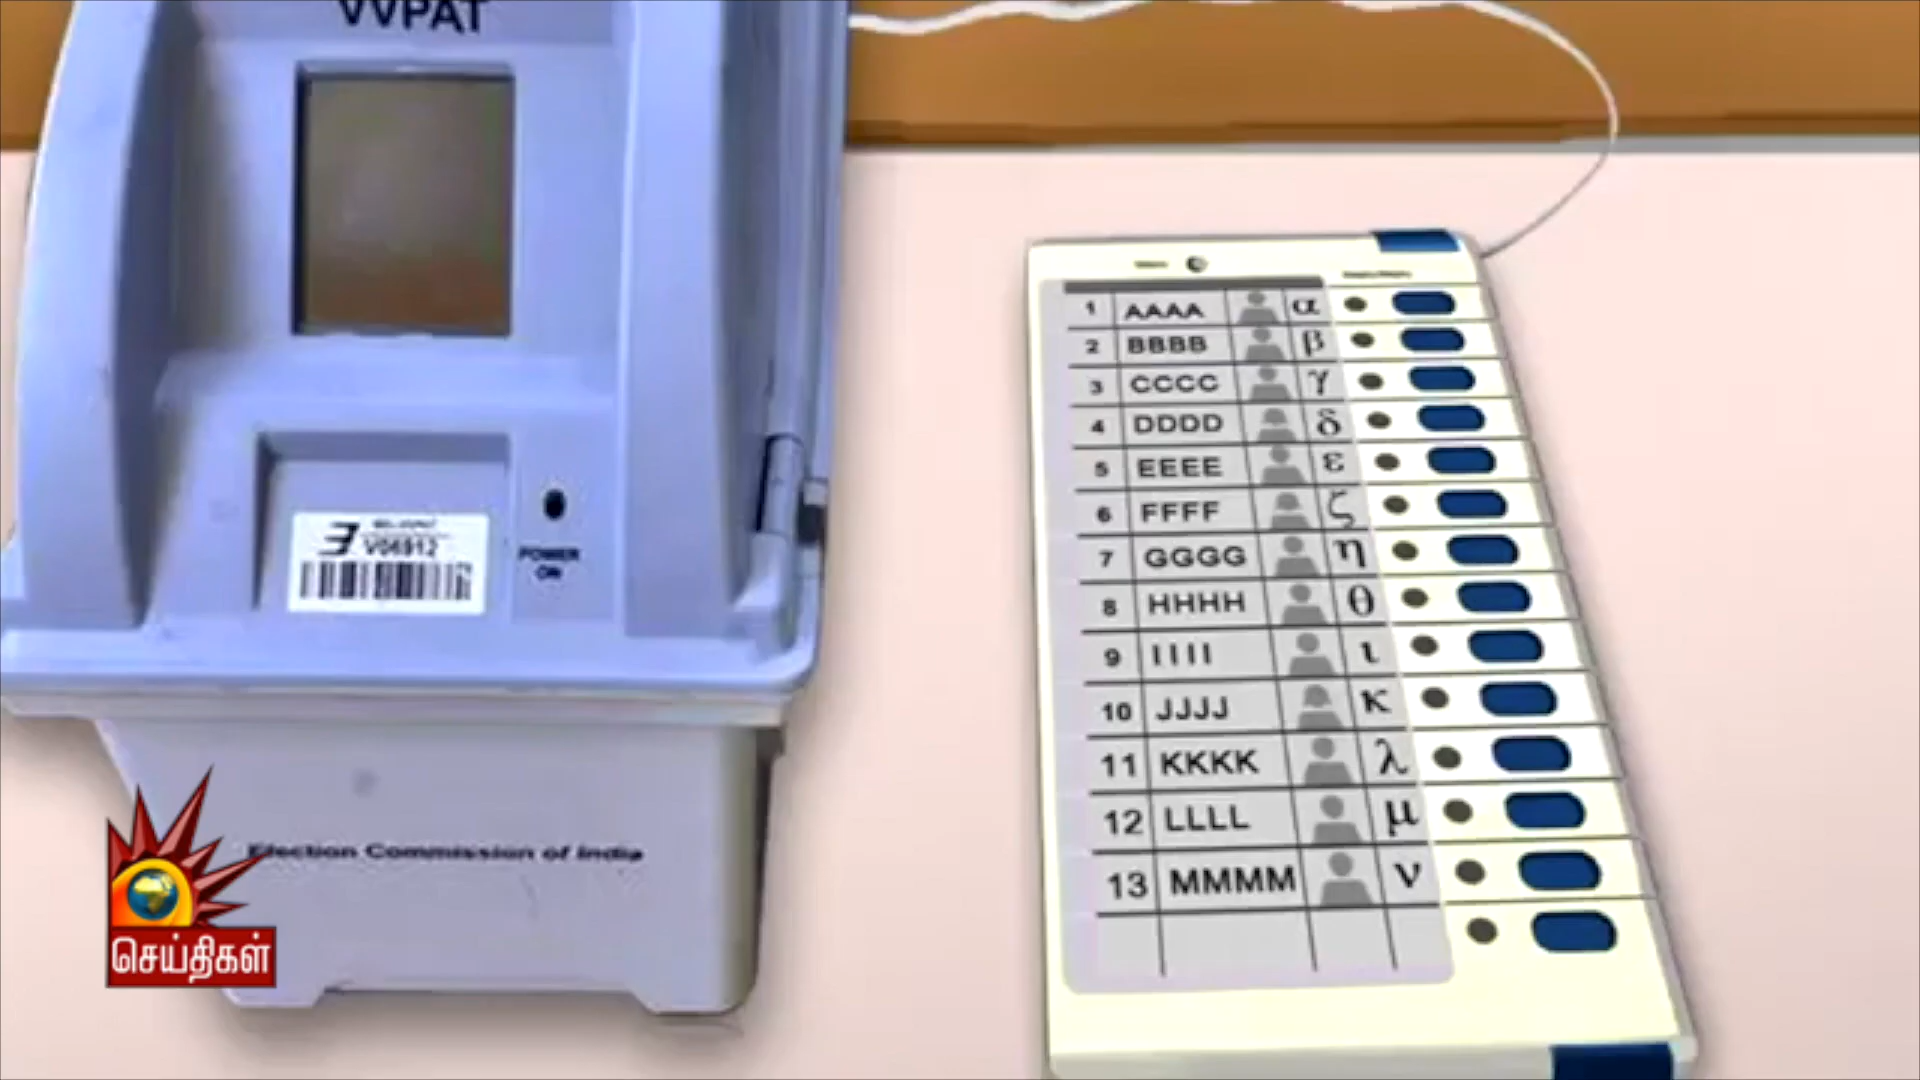 VVPAT
V06912
POWER
ON
Election Commission of India
செய்திகள்
1 AAAA α
2 BBBB β
3 CCCC γ
4 DDDD δ
5 EEEE ε
6 FFFF ζ
7 GGGG η
8 HHHH θ
9 IIII ι
10 JJJJ κ
11 KKKK λ
12 LLLL μ
13 MMMM ν